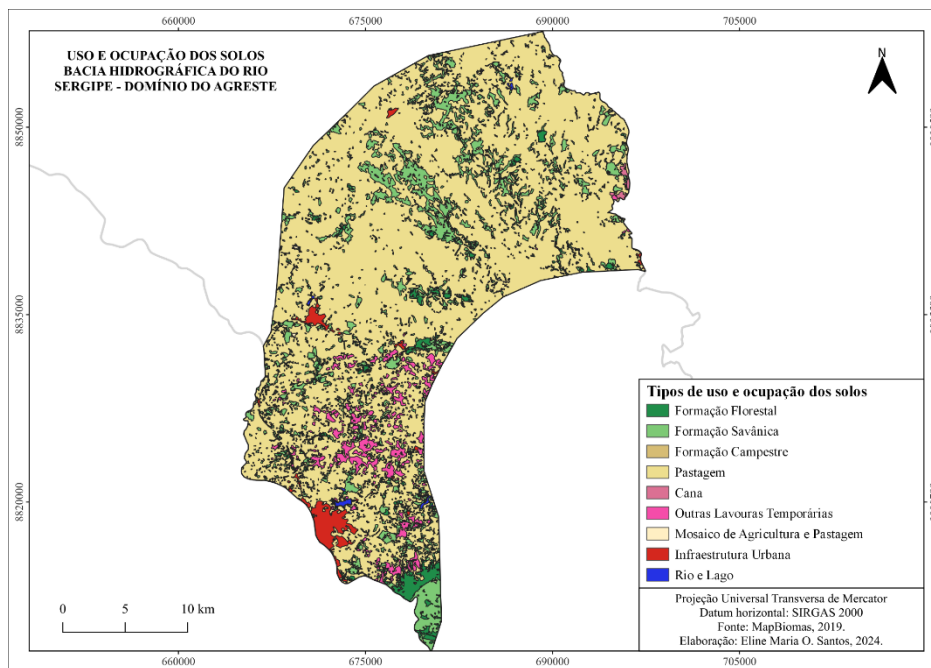 660000
675000
690000
705000
USO E OCUPAÇÃO DOS SOLOS
BACIA HIDROGRÁFICA DO RIO
SERGIPE - DOMÍNIO DO AGRESTE
N
8850000
8835000
8820000
Tipos de uso e ocupação dos solos
Formação Florestal
Formação Savânica
Formação Campestre
Pastagem
Cana
Outras Lavouras Temporárias
Mosaico de Agricultura e Pastagem
Infraestrutura Urbana
Rio e Lago
Projeção Universal Transversa de Mercator
Datum horizontal: SIRGAS 2000
Fonte: MapBiomas, 2019.
Elaboração: Eline Maria O. Santos, 2024.
0 5 10 km
660000
675000
690000
705000